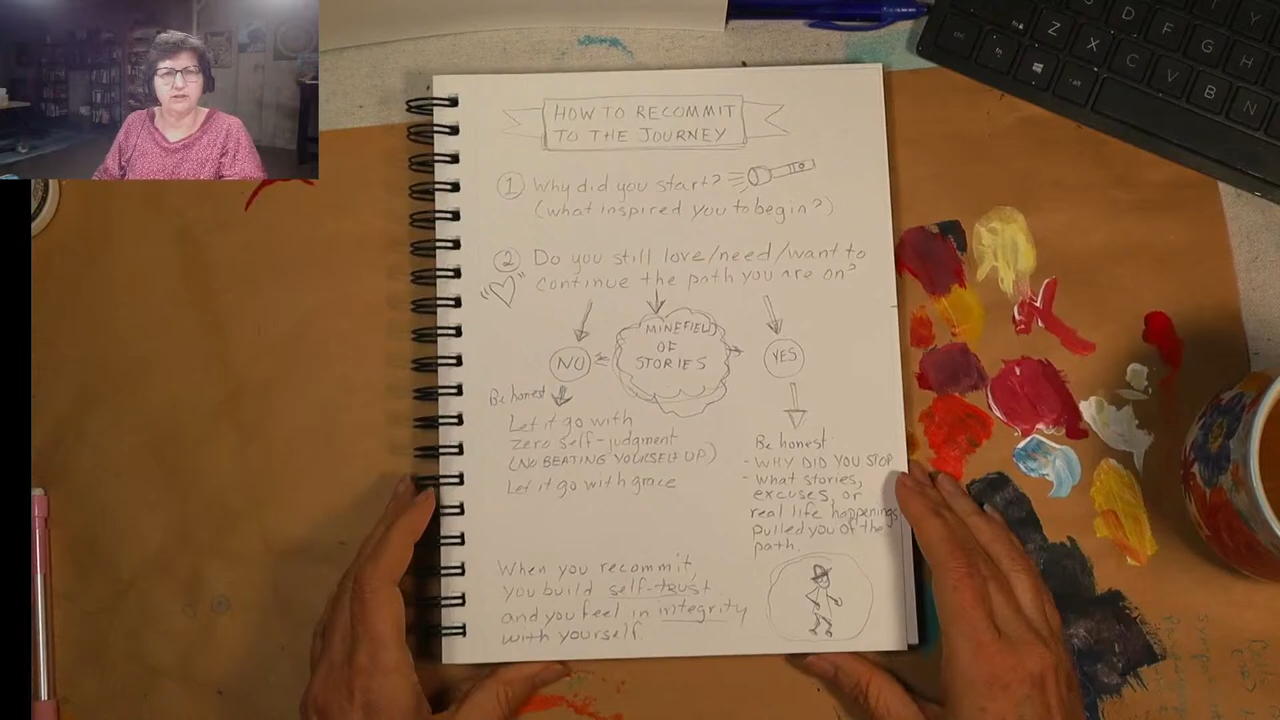 HOW TO RECOMMIT
TO THE JOURNEY
1 Why did you start?
(what inspired you to begin?)
2 Do you still love/need/want to
continue the path you are on?
MINEFIELD
OF
STORIES
NO
YES
Be honest
Let it go with
zero self-judgment
(NO BEATING YOURSELF UP)
Let it go with grace
Be honest
- WHY DID YOU STOP
- what stories,
excuses, or
real life happenings
pulled you of the
path.
When you recommit,
you build self-trust
and you feel in integrity
with yourself.